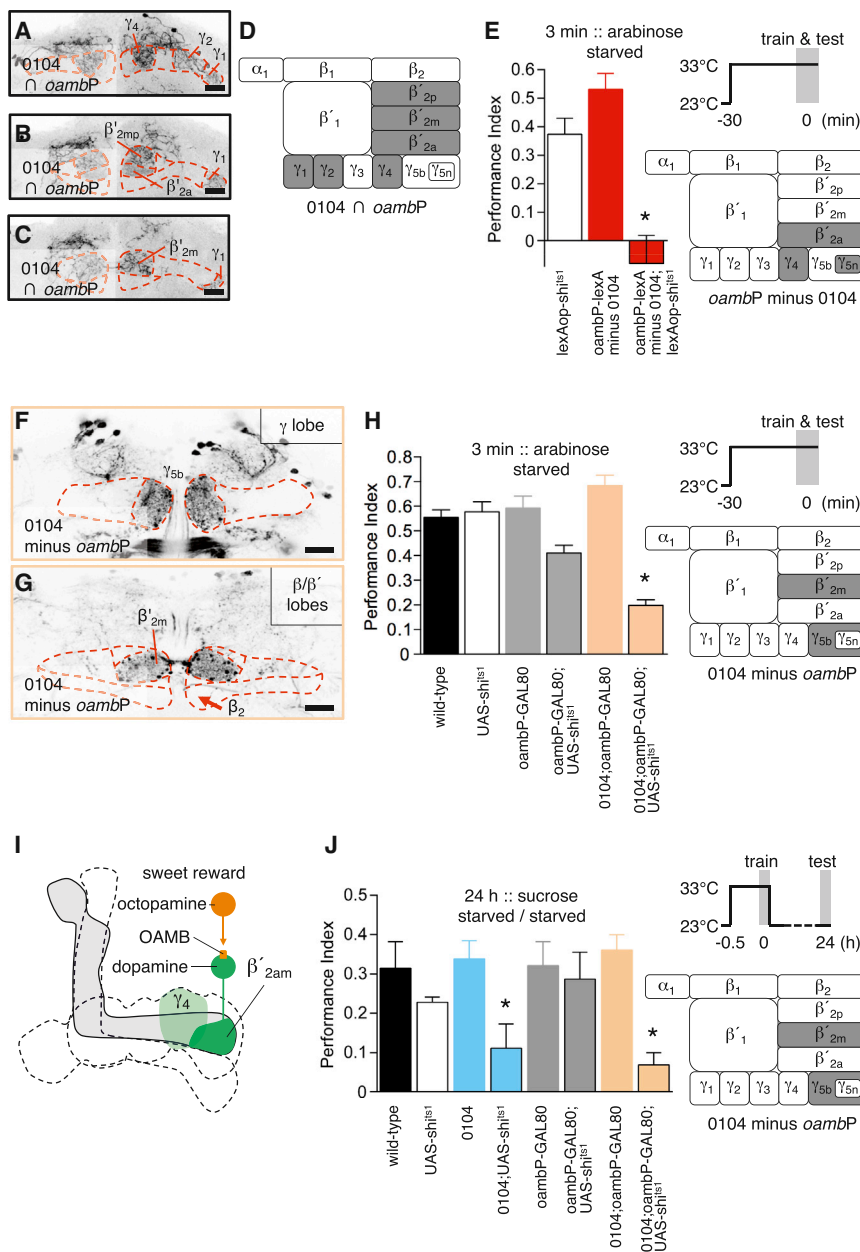 A
γ4
γ2
γ1
0104
∩ oambP
B
β´2mp
γ1
β´2a
0104
∩ oambP
C
β´2m
γ1
0104
∩ oambP
D
α1 β1 β2
β´2p
β´1 β´2m
β´2a
γ1 γ2 γ3 γ4 γ5b γ5n
0104 ∩ oambP
E
3 min :: arabinose
starved
Performance Index
0.6
0.5
0.4
0.3
0.2
0.1
0
*
lexAop-shits1
oambP-lexA
minus 0104
oambP-lexA
minus 0104;
lexAop-shits1
train & test
33°C
23°C
-30 0 (min)
α1 β1 β2
β´2p
β´1 β´2m
β´2a
γ1 γ2 γ3 γ4 γ5b γ5n
oambP minus 0104
F
γ lobe
γ5b
0104
minus oambP
G
β/β´
lobes
β´2m
0104
minus oambP
β2
H
3 min :: arabinose
starved
Performance Index
0.8
0.7
0.6
0.5
0.4
0.3
0.2
0.1
0
*
wild-type
UAS-shits1
oambP-GAL80
oambP-GAL80;
UAS-shits1
0104;oambP-GAL80
0104;oambP-GAL80;
UAS-shits1
train & test
33°C
23°C
-30 0 (min)
α1 β1 β2
β´2p
β´1 β´2m
β´2a
γ1 γ2 γ3 γ4 γ5b γ5n
0104 minus oambP
I
sweet reward
octopamine
OAMB
dopamine
β´2am
γ4
J
24 h :: sucrose
starved / starved
Performance Index
0.5
0.4
0.3
0.2
0.1
0
*
*
wild-type
UAS-shits1
0104
0104;UAS-shits1
oambP-GAL80
oambP-GAL80;
UAS-shits1
0104;oambP-GAL80
0104;oambP-GAL80;
UAS-shits1
train test
33°C
23°C
-0.5 0 24 (h)
α1 β1 β2
β´2p
β´1 β´2m
β´2a
γ1 γ2 γ3 γ4 γ5b γ5n
0104 minus oambP